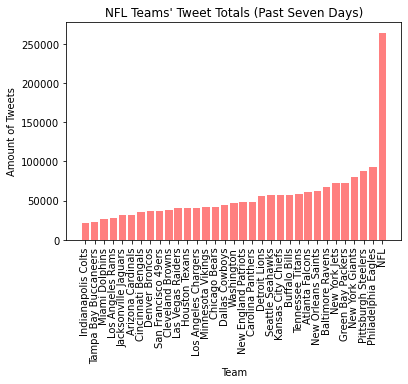 NFL Teams' Tweet Totals (Past Seven Days)
Amount of Tweets
250000
200000
150000
100000
50000
0
Indianapolis Colts
Tampa Bay Buccaneers
Miami Dolphins
Los Angeles Rams
Jacksonville Jaguars
Arizona Cardinals
Cincinnati Bengals
Denver Broncos
San Francisco 49ers
Cleveland Browns
Las Vegas Raiders
Houston Texans
Los Angeles Chargers
Minnesota Vikings
Chicago Bears
Dallas Cowboys
Washington
New England Patriots
Carolina Panthers
Detroit Lions
Seattle Seahawks
Kansas City Chiefs
Buffalo Bills
Tennessee Titans
Atlanta Falcons
New Orleans Saints
Baltimore Ravens
New York Jets
Green Bay Packers
New York Giants
Pittsburgh Steelers
Philadelphia Eagles
NFL
Team